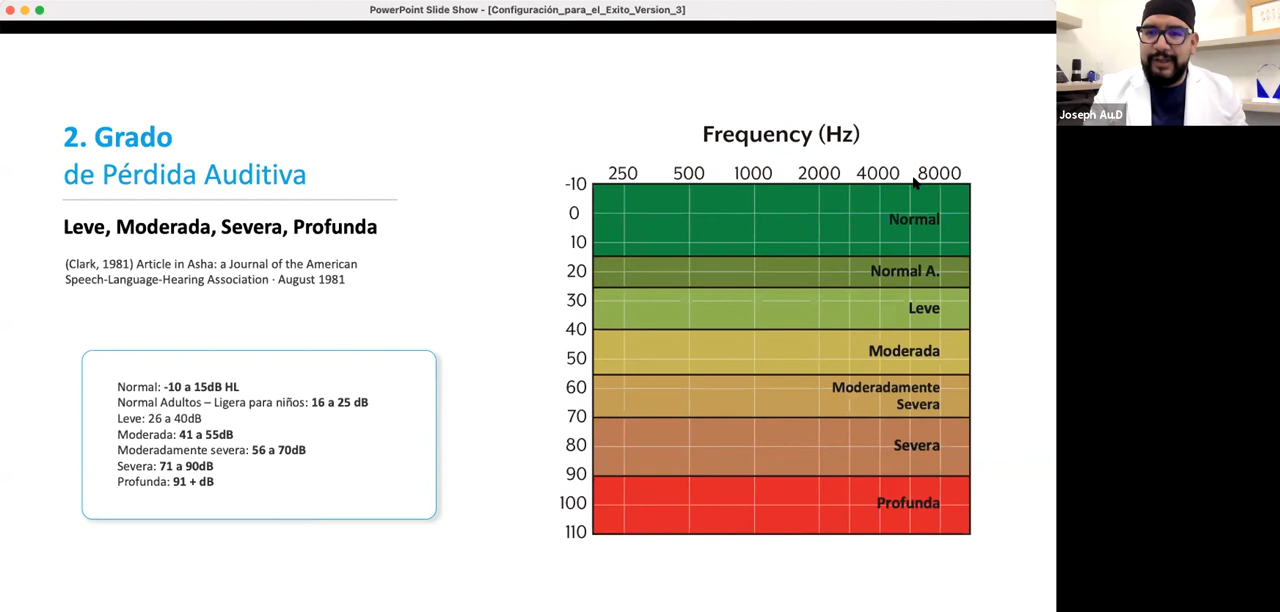 PowerPoint Slide Show - [Configuración_para_el_Exito_Version_3]
2. Grado
de Pérdida Auditiva
Leve, Moderada, Severa, Profunda
(Clark, 1981) Article in Asha: a Journal of the American
Speech-Language-Hearing Association · August 1981
Normal: -10 a 15dB HL
Normal Adultos – Ligera para niños: 16 a 25 dB
Leve: 26 a 40dB
Moderada: 41 a 55dB
Moderadamente severa: 56 a 70dB
Severa: 71 a 90dB
Profunda: 91 + dB
Frequency (Hz)
250 500 1000 2000 4000 8000
-10
0
10
20
30
40
50
60
70
80
90
100
110
Normal
Normal A.
Leve
Moderada
Moderadamente
Severa
Severa
Profunda
Joseph Au.D